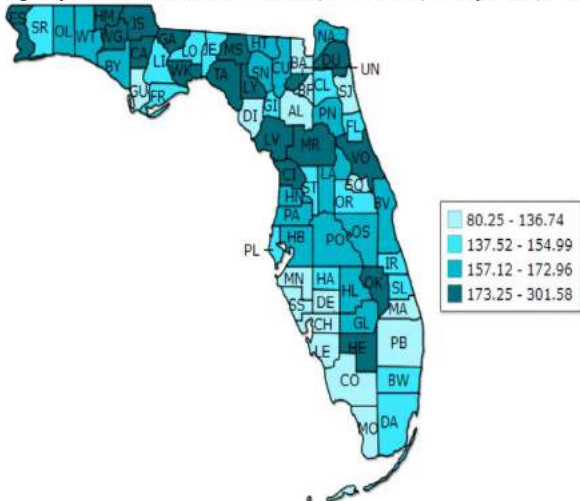 ES
SR
OL
WT
HM
WG
JS
BY
CA
GU
LI
FR
GA
WK
LO
JE
TA
MS
HT
SN
CU
LY
GI
DI
BA
UN
BF
AL
NA
DU
CL
SJ
PN
FL
LV
MR
VO
CI
ST
LA
SO
OR
BV
HN
PA
HB
PL
PO
OS
MN
HA
HL
OK
IR
SL
MA
SS
DE
CH
GL
LE
HE
PB
CO
BW
MO
DA
80.25 - 136.74
137.52 - 154.99
157.12 - 172.96
173.25 - 301.58